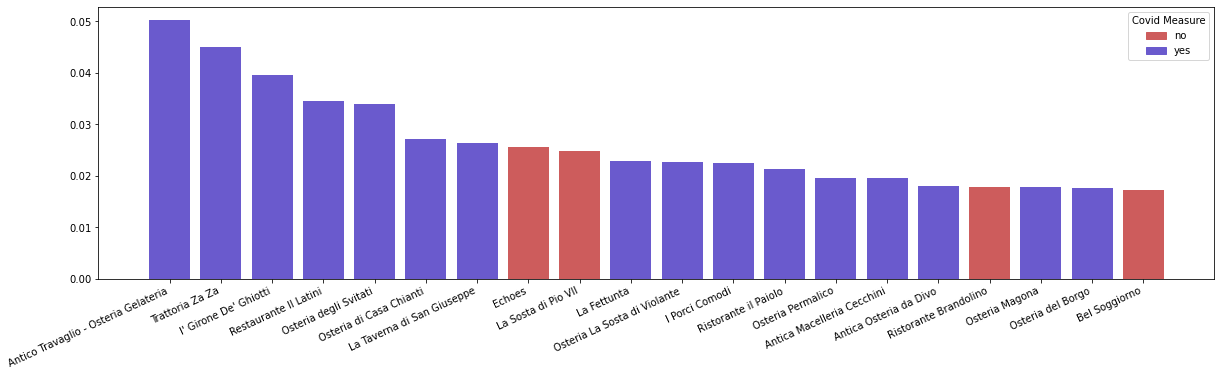 0.05
0.04
0.03
0.02
0.01
0.00
Covid Measure
no
yes
Antico Travaglio - Osteria Gelateria
Trattoria Za Za
I' Girone De' Ghiotti
Restaurante Il Latini
Osteria degli Svitati
Osteria di Casa Chianti
La Taverna di San Giuseppe
Echoes
La Sosta di Pio VII
La Fettunta
Osteria La Sosta di Violante
I Porci Comodi
Ristorante il Paiolo
Osteria Permalico
Antica Macelleria Cecchini
Antica Osteria da Divo
Ristorante Brandolino
Osteria Magona
Osteria del Borgo
Bel Soggiorno